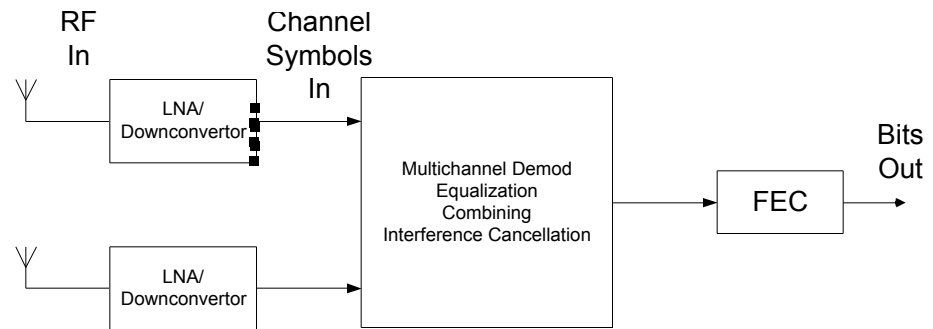 RF
In
Channel
Symbols
In
LNA/
Downconvertor
Multichannel Demod
Equalization
Combining
Interference Cancellation
FEC
Bits
Out
LNA/
Downconvertor